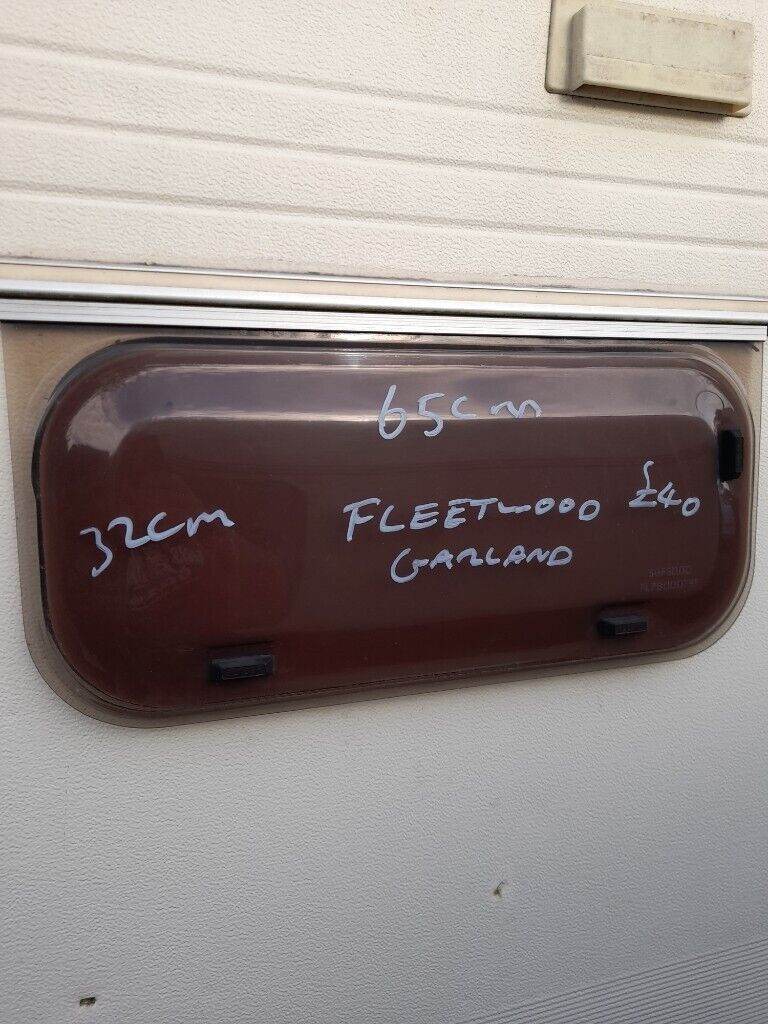 65cm
32cm
FLEETWOOD £40
GARLAND